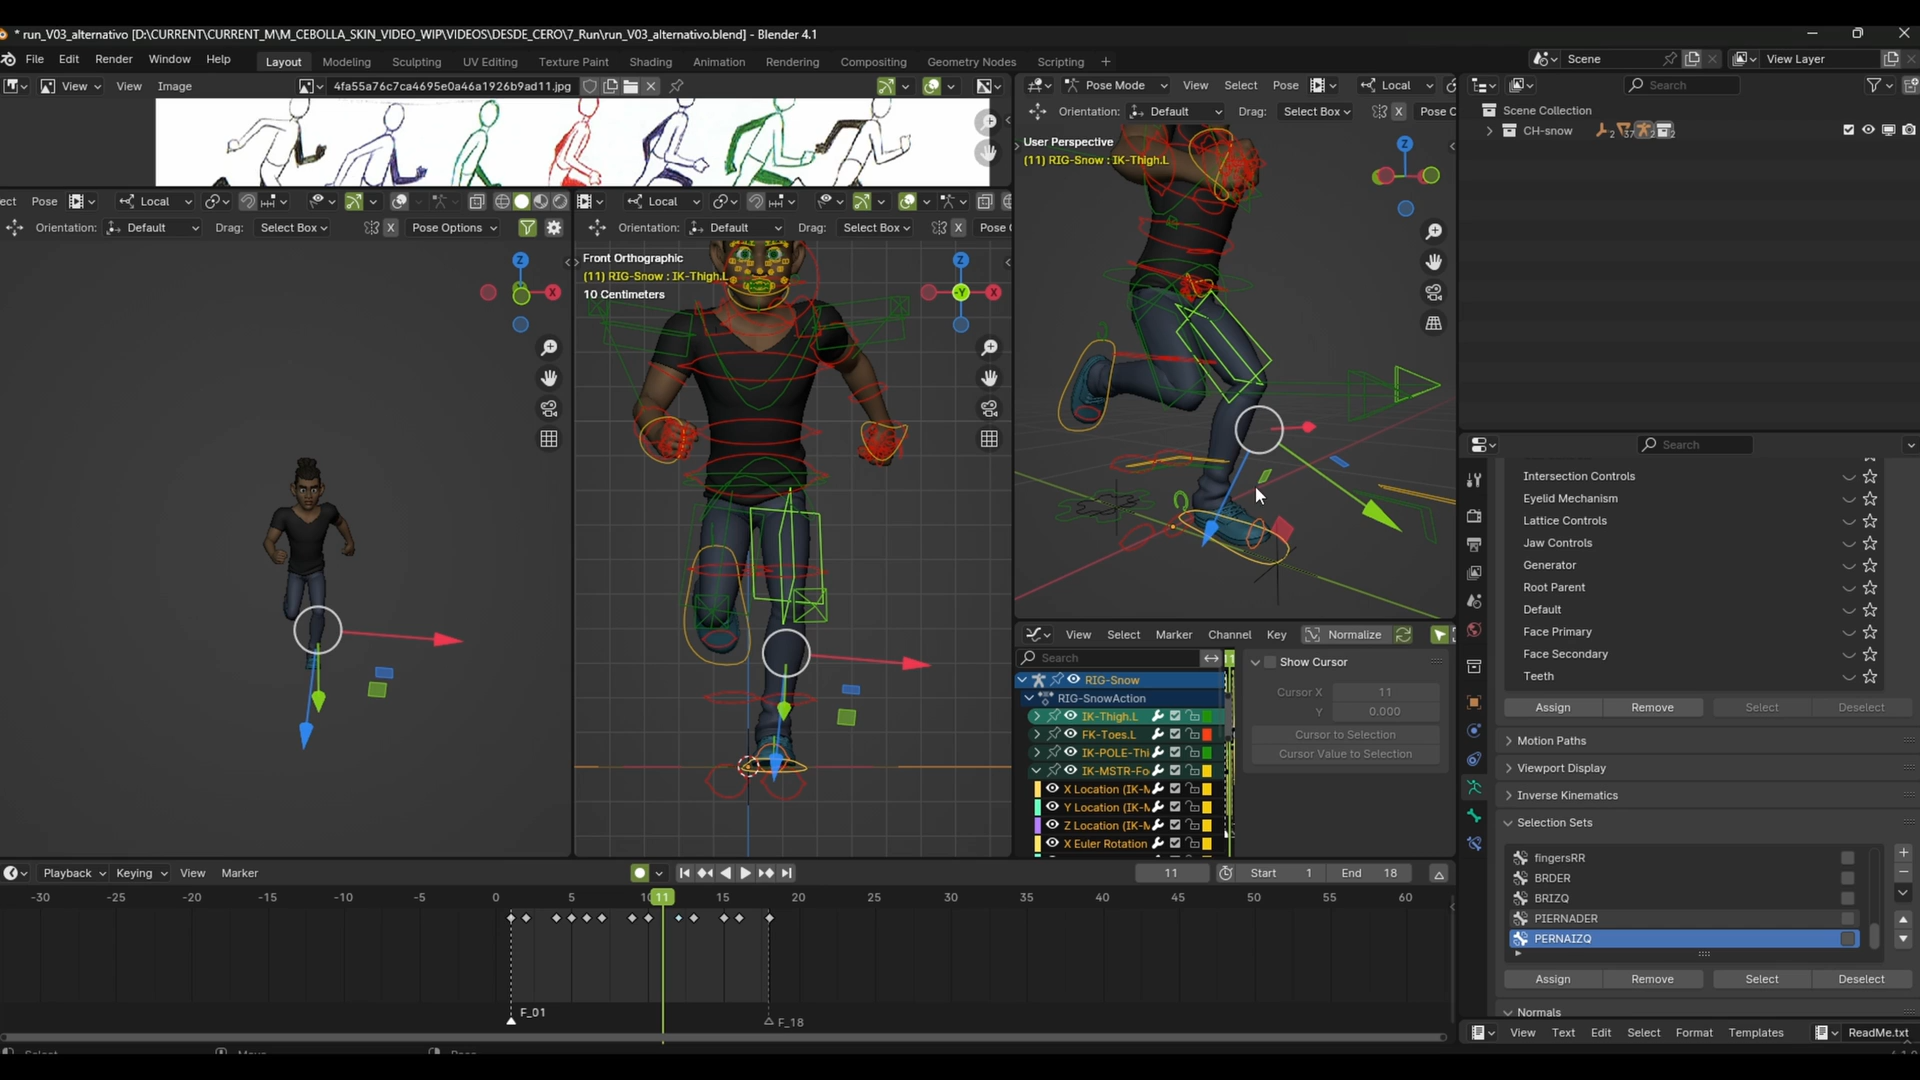 * run_V03_alternativo [D:\CURRENT\CURRENT_M\M_CEBOLLA_SKIN_VIDEO_WIP\VIDEOS\DESDE_CERO\7_Run\run_V03_alternativo.blend] - Blender 4.1
File Edit Render Window Help Layout Modeling Sculpting UV Editing Texture Paint Shading Animation Rendering Compositing Geometry Nodes Scripting + Scene View Layer
View View Image 4fa55a76c7ca4695e0a46a1926b9ad11.jpg Pose Mode View Select Pose Local Search
Orientation: Default Drag: Select Box X Pose O
Scene Collection
CH-snow
User Perspective
(11) RIG-Snow : IK-Thigh.L
ect Pose Local Local
Orientation: Default Drag: Select Box X Pose Options Orientation: Default Drag: Select Box X Pose
Front Orthographic
(11) RIG-Snow : IK-Thigh.L
10 Centimeters
Z X Z -Y X Z
Search
Intersection Controls
Eyelid Mechanism
Lattice Controls
Jaw Controls
Generator
Root Parent
Default
Face Primary
Face Secondary
Teeth
Assign Remove Select Deselect
Motion Paths
Viewport Display
Inverse Kinematics
Selection Sets
fingersRR
BRDER
BRIZQ
PIERNADER
PERNAIZQ
Assign Remove Select Deselect
Normals
View Select Marker Channel Key Normalize
Search Show Cursor
RIG-Snow
RIG-SnowAction
IK-Thigh.L
FK-Toes.L
IK-POLE-Thi
IK-MSTR-Fo
X Location (IK-M
Y Location (IK-M
Z Location (IK-M
X Euler Rotation
Cursor X 11
Y 0.000
Cursor to Selection
Cursor Value to Selection
Playback Keying View Marker 11 Start 1 End 18
-30 -25 -20 -15 -10 -5 0 5 10 11 15 20 25 30 35 40 45 50 55 60
F_01
F_18
View Text Edit Select Format Templates ReadMe.txt